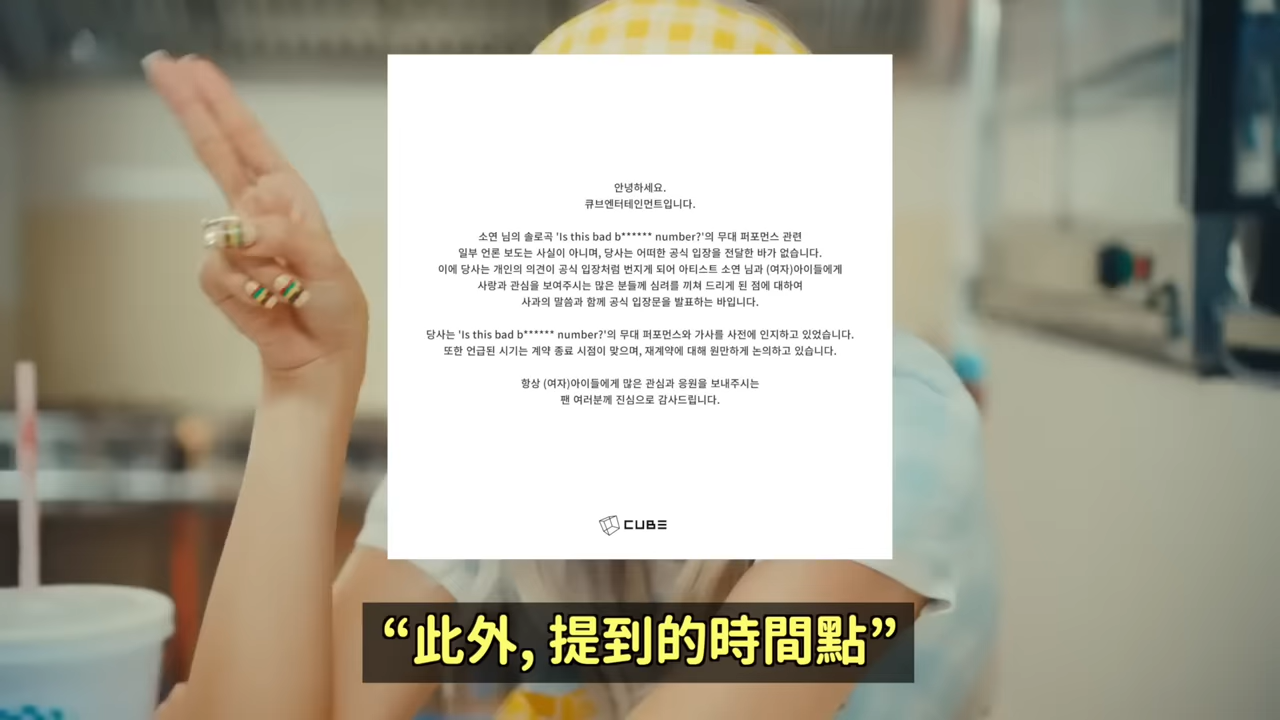 안녕하세요.
큐브엔터테인먼트입니다.
소연 님의 솔로곡 'Is this bad b****** number?'의 무대 퍼포먼스 관련
일부 언론 보도는 사실이 아니며, 당사는 어떠한 공식 입장을 전달한 바가 없습니다.
이에 당사는 개인의 의견이 공식 입장처럼 번지게 되어 아티스트 소연 님과 (여자)아이들에게
사랑과 관심을 보여주시는 많은 분들께 심려를 끼쳐 드리게 된 점에 대하여
사과의 말씀과 함께 공식 입장문을 발표하는 바입니다.
당사는 'Is this bad b****** number?'의 무대 퍼포먼스와 가사를 사전에 인지하고 있었습니다.
또한 언급된 시기는 계약 종료 시점이 맞으며, 재계약에 대해 원만하게 논의하고 있습니다.
항상 (여자)아이들에게 많은 관심과 응원을 보내주시는
팬 여러분께 진심으로 감사드립니다.
CUBE
“此外, 提到的時間點”